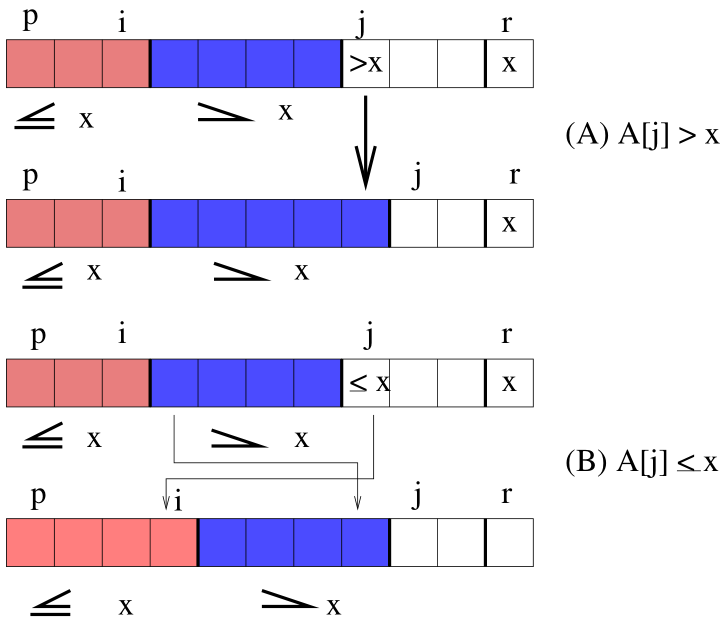 p i j r
>x x
≤ x > x
(A) A[j] > x
p i j r
x
≤ x > x
p i j r
≤ x x
≤ x > x
(B) A[j] ≤ x
p i j r
≤ x > x